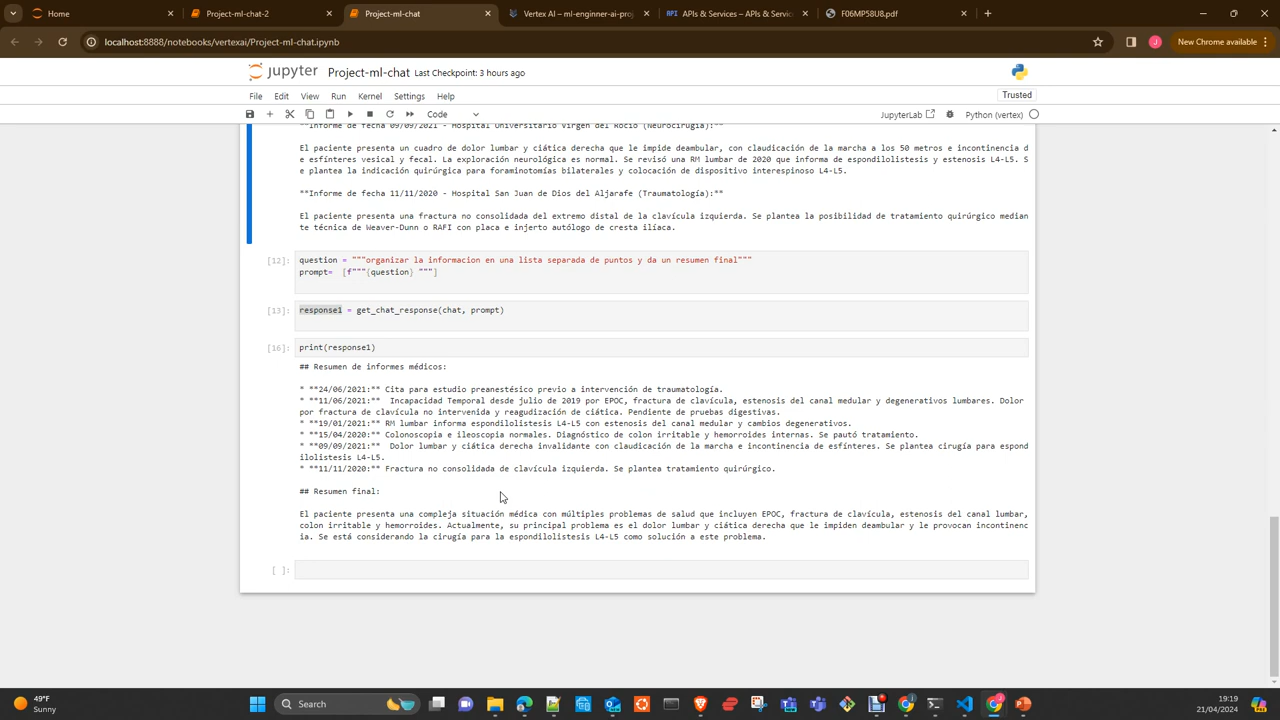 Home
Project-ml-chat-2
Project-ml-chat
Vertex AI – ml-enginner-ai-proj
API APIs & Services – APIs & Servic
F06MP58U8.pdf
localhost:8888/notebooks/vertexai/Project-ml-chat.ipynb
New Chrome available
jupyter Project-ml-chat Last Checkpoint: 3 hours ago
File Edit View Run Kernel Settings Help
Trusted
Code
JupyterLab
Python (vertex)
**Informe de fecha 09/09/2021 - Hospital Universitario Virgen del Rocío (Neurocirugía):**
El paciente presenta un cuadro de dolor lumbar y ciática derecha que le impide deambular, con claudicación de la marcha a los 50 metros e incontinencia d
e esfínteres vesical y fecal. La exploración neurológica es normal. Se revisó una RM lumbar de 2020 que informa de espondilolistesis y estenosis L4-L5. S
e plantea la indicación quirúrgica para foraminotomías bilaterales y colocación de dispositivo interespinoso L4-L5.
**Informe de fecha 11/11/2020 - Hospital San Juan de Dios del Aljarafe (Traumatología):**
El paciente presenta una fractura no consolidada del extremo distal de la clavícula izquierda. Se plantea la posibilidad de tratamiento quirúrgico median
te técnica de Weaver-Dunn o RAFI con placa e injerto autólogo de cresta ilíaca.
[12]: question = """organizar la informacion en una lista separada de puntos y da un resumen final"""
prompt= [f"""{question} """]
[13]: response1 = get_chat_response(chat, prompt)
[16]: print(response1)
## Resumen de informes médicos:
* **24/06/2021:** Cita para estudio preanestésico previo a intervención de traumatología.
* **11/06/2021:** Incapacidad Temporal desde julio de 2019 por EPOC, fractura de clavícula, estenosis del canal medular y degenerativos lumbares. Dolor
por fractura de clavícula no intervenida y reagudización de ciática. Pendiente de pruebas digestivas.
* **19/01/2021:** RM lumbar informa espondilolistesis L4-L5 con estenosis del canal medular y cambios degenerativos.
* **15/04/2020:** Colonoscopia e ileoscopia normales. Diagnóstico de colon irritable y hemorroides internas. Se pautó tratamiento.
* **09/09/2021:** Dolor lumbar y ciática derecha invalidante con claudicación de la marcha e incontinencia de esfínteres. Se plantea cirugía para espond
ilolistesis L4-L5.
* **11/11/2020:** Fractura no consolidada de clavícula izquierda. Se plantea tratamiento quirúrgico.
## Resumen final:
El paciente presenta una compleja situación médica con múltiples problemas de salud que incluyen EPOC, fractura de clavícula, estenosis del canal lumbar,
colon irritable y hemorroides. Actualmente, su principal problema es el dolor lumbar y ciática derecha que le impiden deambular y le provocan incontinenc
ia. Se está considerando la cirugía para la espondilolistesis L4-L5 como solución a este problema.
[ ]:
49°F
Sunny
Search
19:19
21/04/2024